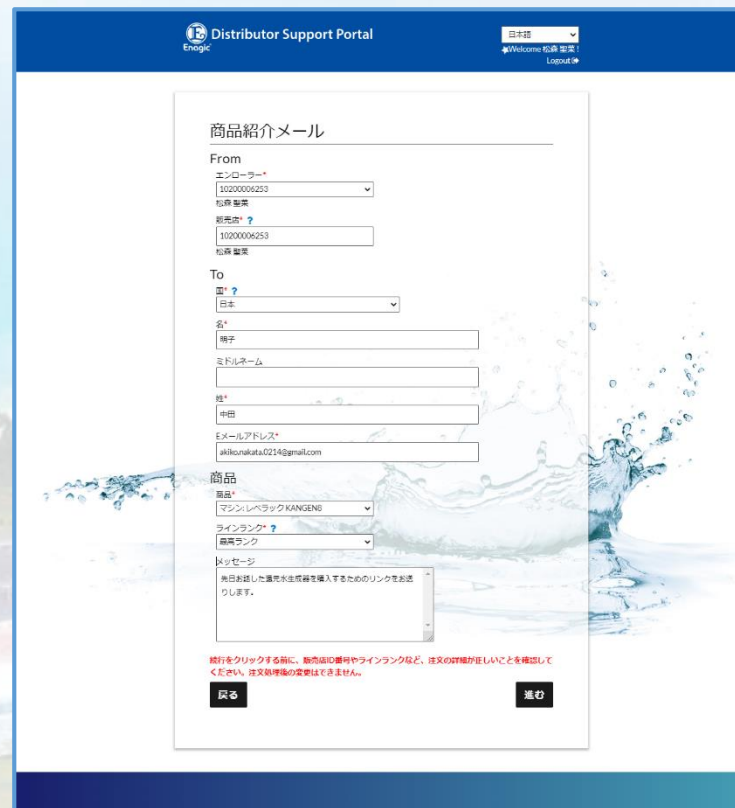 Enagic
Distributor Support Portal
日本語
Welcome 松森 聖菜 !
Logout
商品紹介メール
From
エンローラー*
10200006253
松森 聖菜
販売店* ?
10200006253
松森 聖菜
To
国* ?
日本
名*
明子
ミドルネーム
姓*
中田
Eメールアドレス*
akiko.nakata.0214@gmail.com
商品
商品*
マシン: レベラック KANGEN8
ラインランク* ?
最高ランク
メッセージ
先日お話した還元水生成器を購入するためのリンクをお送
りします。
続行をクリックする前に、販売店ID番号やラインランクなど、注文の詳細が正しいことを確認して
ください。注文処理後の変更はできません。
戻る
進む